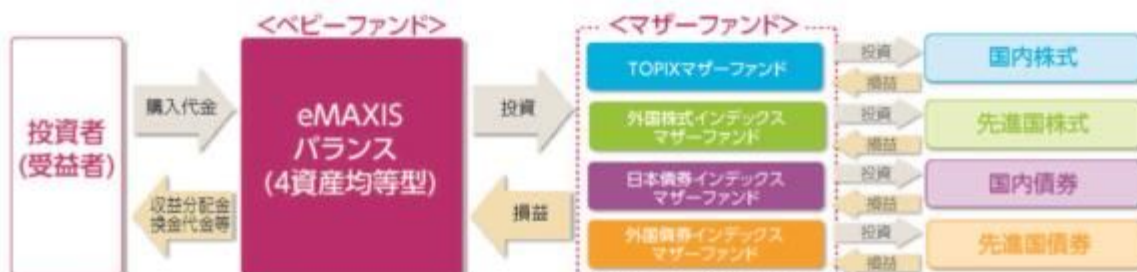 <ベビーファンド>
<マザーファンド>
投資者
(受益者)
購入代金
収益分配金
換金代金等
eMAXIS
バランス
(4資産均等型)
投資
損益
TOPIXマザーファンド
投資
損益
国内株式
外国株式インデックス
マザーファンド
投資
損益
先進国株式
日本債券インデックス
マザーファンド
投資
損益
国内債券
外国債券インデックス
マザーファンド
投資
損益
先進国債券